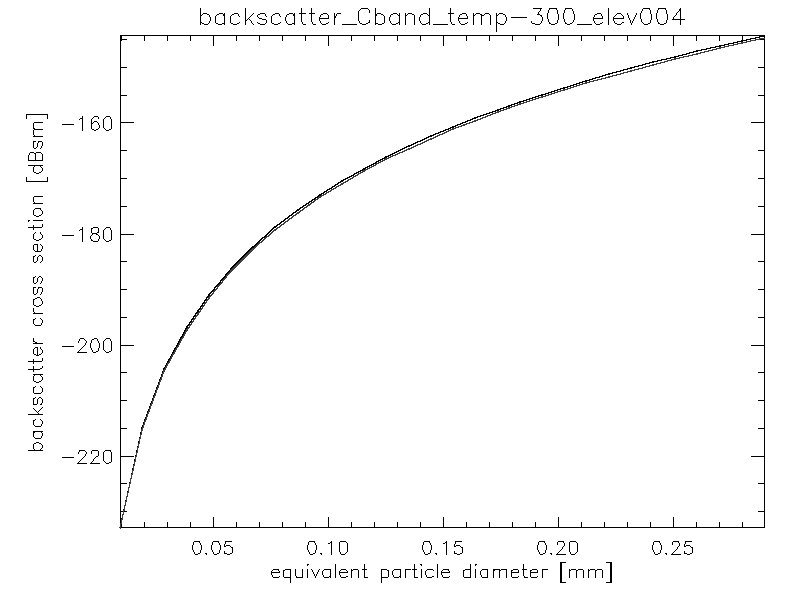 backscatter_Cband_temp-300_elev004
backscatter cross section [dBsm]
-160
-180
-200
-220
0.05 0.10 0.15 0.20 0.25
equivalent particle diameter [mm]